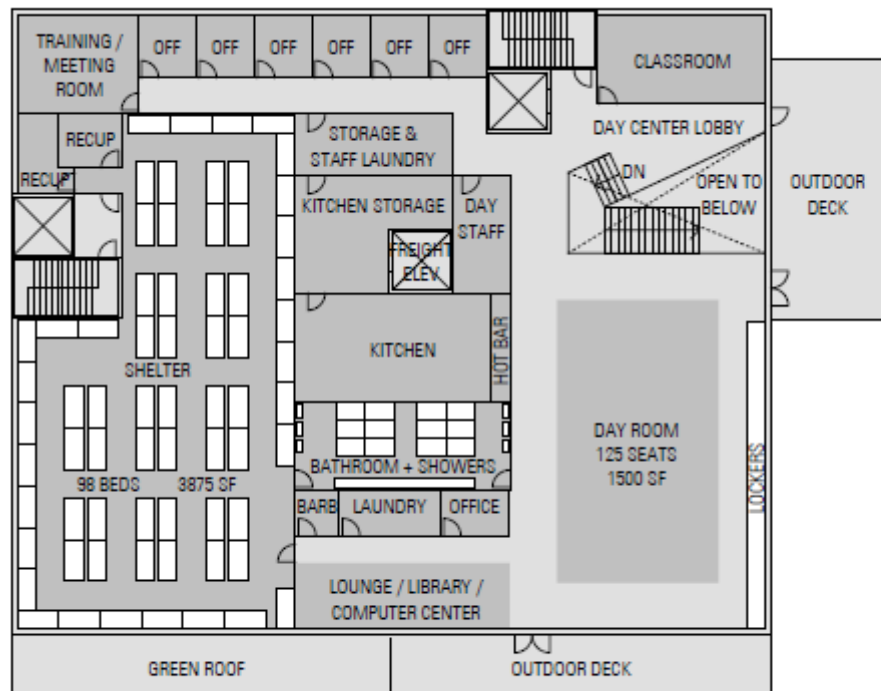 TRAINING /
MEETING
ROOM
OFF
OFF
OFF
OFF
OFF
OFF
CLASSROOM
RECUP
STORAGE &
STAFF LAUNDRY
DAY CENTER LOBBY
RECUP
DN
OPEN TO
BELOW
OUTDOOR
DECK
KITCHEN STORAGE
DAY
STAFF
FREIGHT
ELEV
KITCHEN
HOT BAR
SHELTER
98 BEDS 3875 SF
DAY ROOM
125 SEATS
1500 SF
LOCKERS
BATHROOM + SHOWERS
BARB
LAUNDRY
OFFICE
LOUNGE / LIBRARY /
COMPUTER CENTER
GREEN ROOF
OUTDOOR DECK